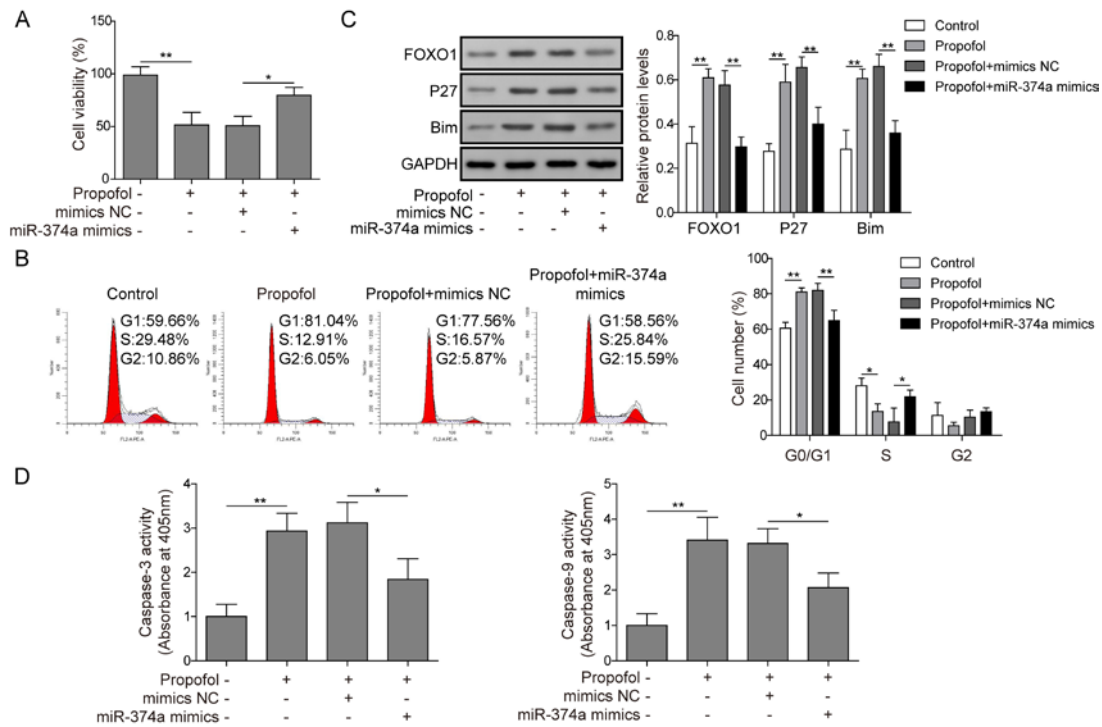 A
Cell viability (%)
150
100
50
0
**
*
Propofol - + + +
mimics NC - - + -
miR-374a mimics - - - +
C
FOXO1
P27
Bim
GAPDH
Propofol - + + +
mimics NC - - + -
miR-374a mimics - - - +
Relative protein levels
0.8
0.6
0.4
0.2
0.0
** ** ** ** ** **
FOXO1 P27 Bim
Control
Propofol
Propofol+mimics NC
Propofol+miR-374a mimics
B
Control
G1:59.66%
S:29.48%
G2:10.86%
Propofol
G1:81.04%
S:12.91%
G2:6.05%
Propofol+mimics NC
G1:77.56%
S:16.57%
G2:5.87%
Propofol+miR-374a
mimics
G1:58.56%
S:25.84%
G2:15.59%
Cell number (%)
100
80
60
40
20
0
** **
* *
G0/G1 S G2
Control
Propofol
Propofol+mimics NC
Propofol+miR-374a mimics
D
Caspase-3 activity
(Absorbance at 405nm)
4
3
2
1
0
**
*
Propofol - + + +
mimics NC - - + -
miR-374a mimics - - - +
Caspase-9 activity
(Absorbance at 405nm)
5
4
3
2
1
0
**
*
Propofol - + + +
mimics NC - - + -
miR-374a mimics - - - +